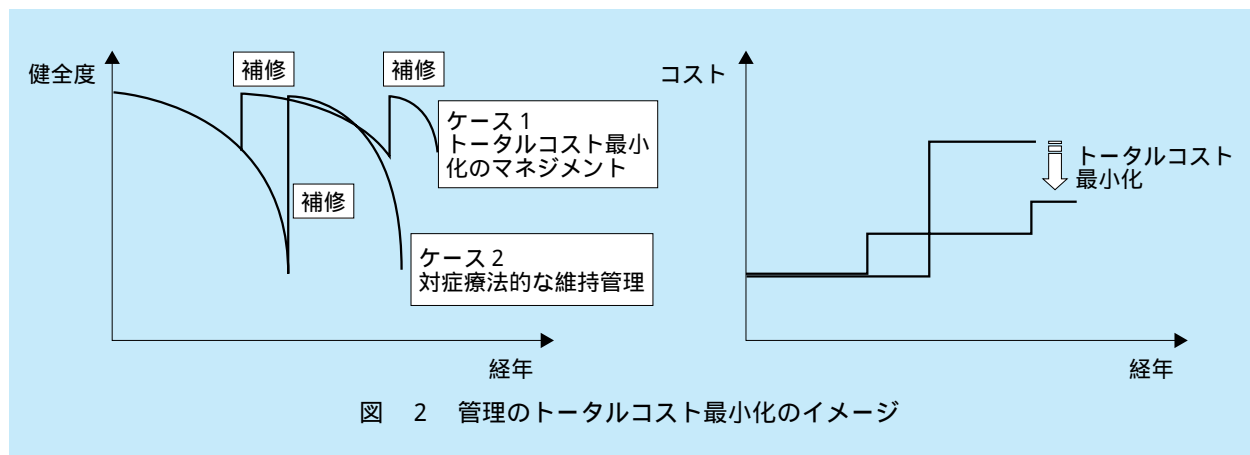 健全度
補修
補修
ケース1
トータルコスト最小
化のマネジメント
補修
ケース2
対症療法的な維持管理
経年
コスト
トータルコスト
最小化
経年
図 2 管理のトータルコスト最小化のイメージ